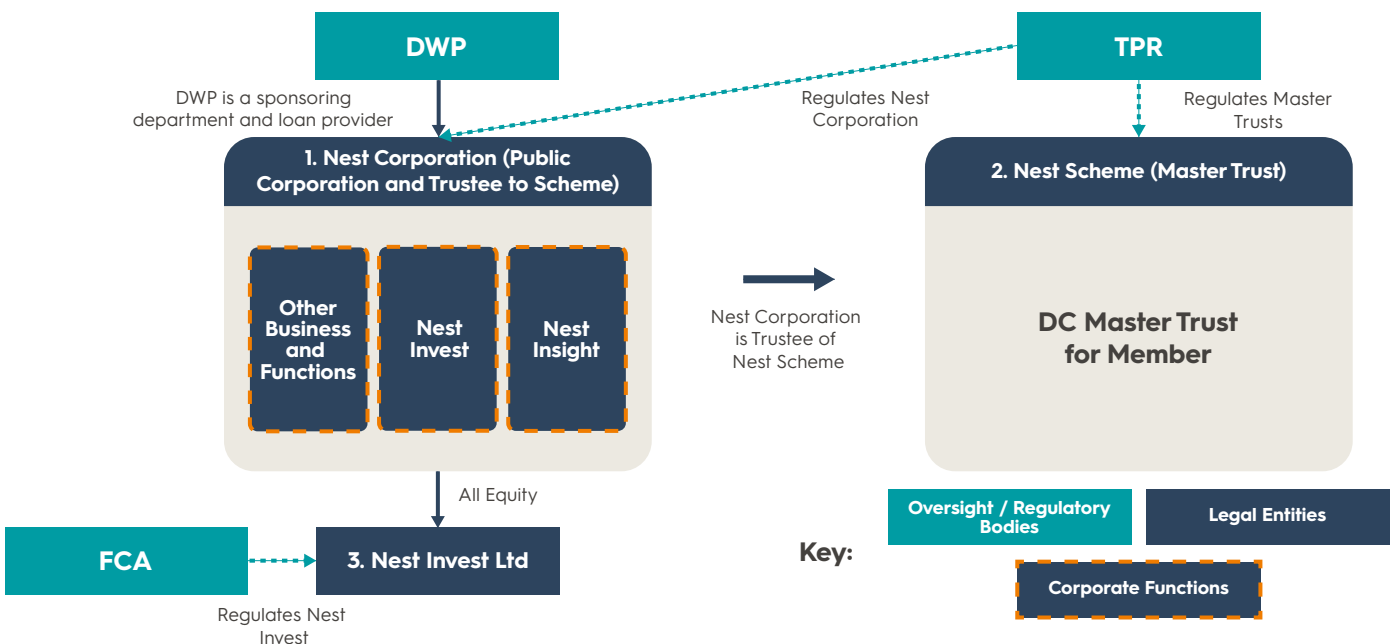 DWP
TPR
DWP is a sponsoring
department and loan provider
Regulates Nest
Corporation
Regulates Master
Trusts
1. Nest Corporation (Public
Corporation and Trustee to Scheme)
2. Nest Scheme (Master Trust)
Other
Business
and
Functions
Nest
Invest
Nest
Insight
Nest Corporation
is Trustee of
Nest Scheme
DC Master Trust
for Member
All Equity
FCA
3. Nest Invest Ltd
Regulates Nest
Invest
Key:
Oversight / Regulatory
Bodies
Legal Entities
Corporate Functions